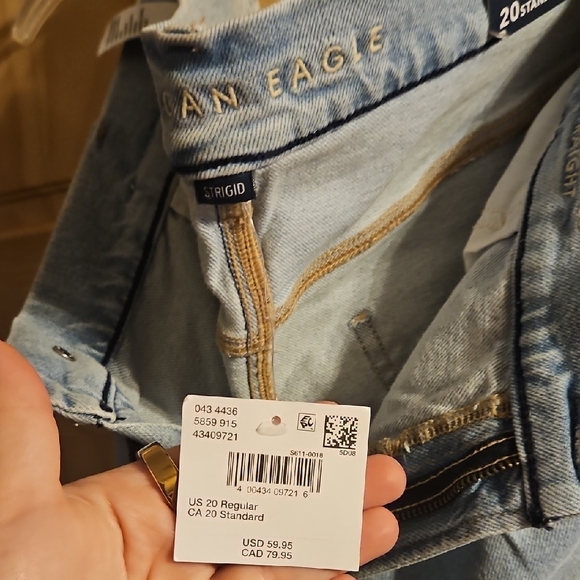 20 STAN
CAN EAGLE
STRIGID
043 4436
5859 915
43409721
S611-0018
5D08
4 00434 09721 6
US 20 Regular
CA 20 Standard
USD 59.95
CAD 79.95